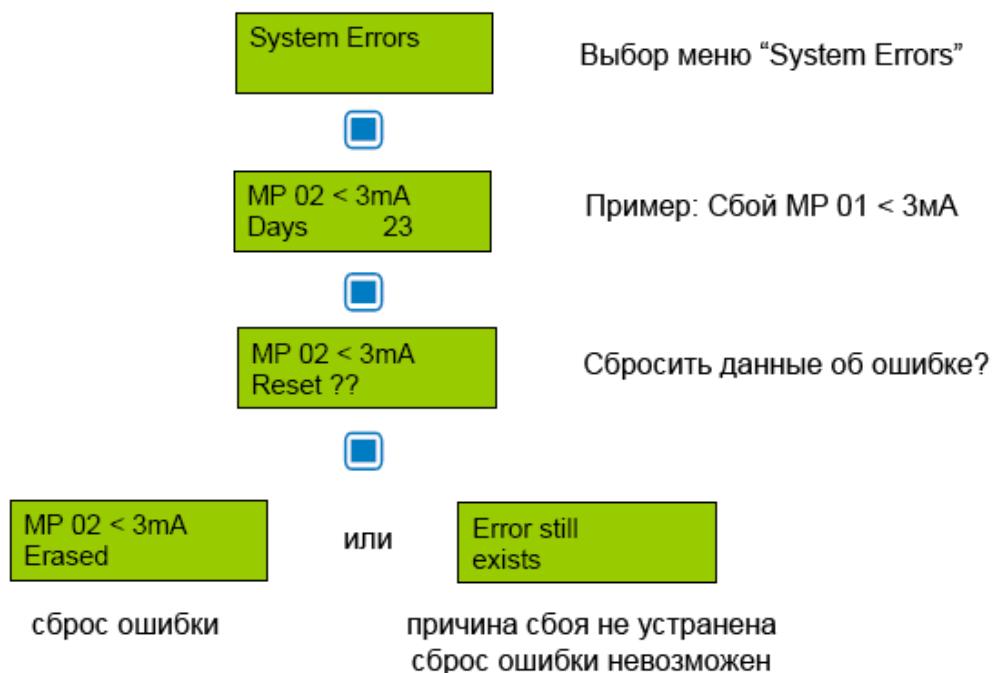 System Errors
Выбор меню “System Errors”
MP 02 < 3mA
Days 23
Пример: Сбой MP 01 < 3мА
MP 02 < 3mA
Reset ??
Сбросить данные об ошибке?
MP 02 < 3mA
Erased
или
Error still
exists
сброс ошибки
причина сбоя не устранена
сброс ошибки невозможен